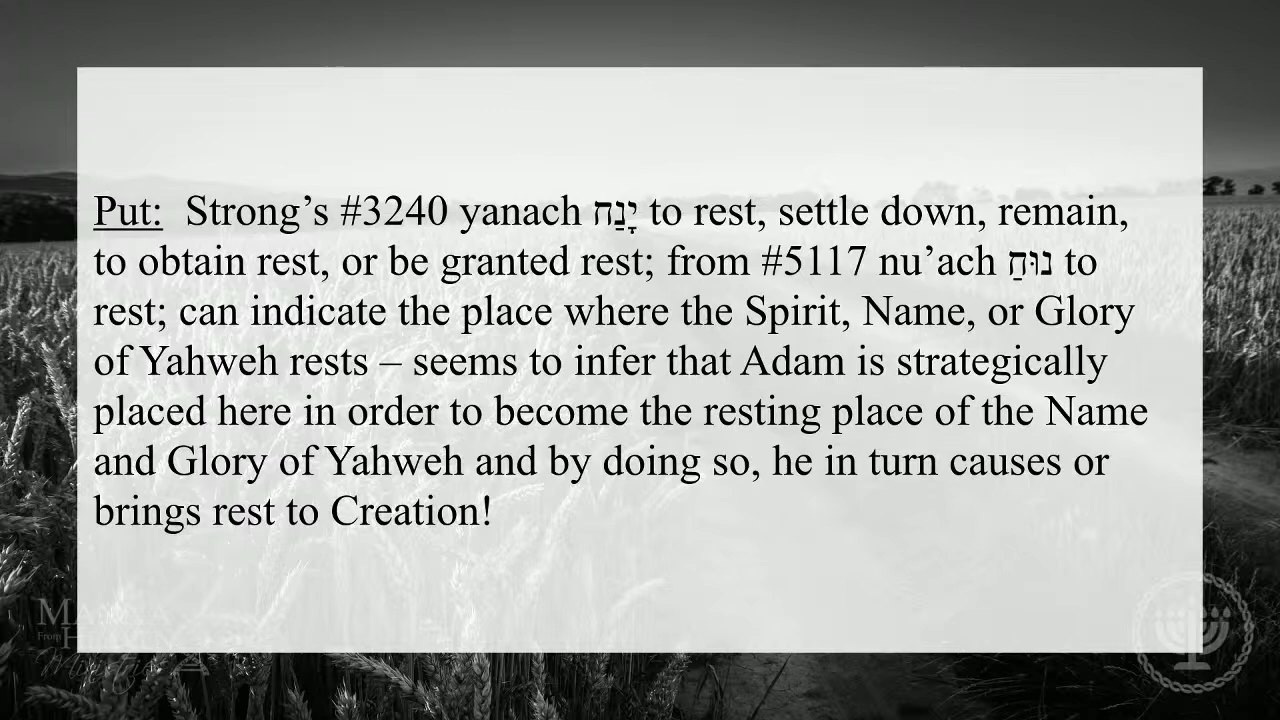 Put: Strong’s #3240 yanach יָנַח to rest, settle down, remain,
to obtain rest, or be granted rest; from #5117 nu’ach נוּחַ to
rest; can indicate the place where the Spirit, Name, or Glory
of Yahweh rests – seems to infer that Adam is strategically
placed here in order to become the resting place of the Name
and Glory of Yahweh and by doing so, he in turn causes or
brings rest to Creation!
From
Ministries